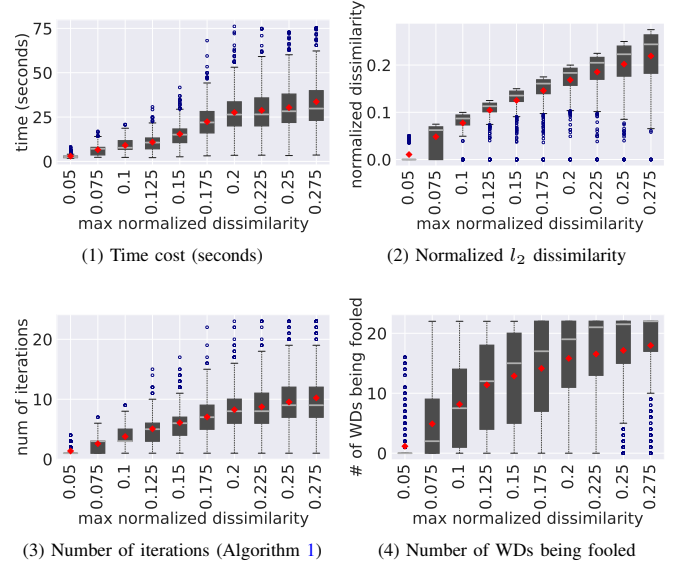 time (seconds)
75
50
25
0
0.05 0.075 0.1 0.125 0.15 0.175 0.2 0.225 0.25 0.275
max normalized dissimilarity
(1) Time cost (seconds)
normalized dissimilarity
0.2
0.1
0.0
0.05 0.075 0.1 0.125 0.15 0.175 0.2 0.225 0.25 0.275
max normalized dissimilarity
(2) Normalized l2 dissimilarity
num of iterations
20
10
0
0.05 0.075 0.1 0.125 0.15 0.175 0.2 0.225 0.25 0.275
max normalized dissimilarity
(3) Number of iterations (Algorithm 1)
# of WDs being fooled
20
10
0
0.05 0.075 0.1 0.125 0.15 0.175 0.2 0.225 0.25 0.275
max normalized dissimilarity
(4) Number of WDs being fooled